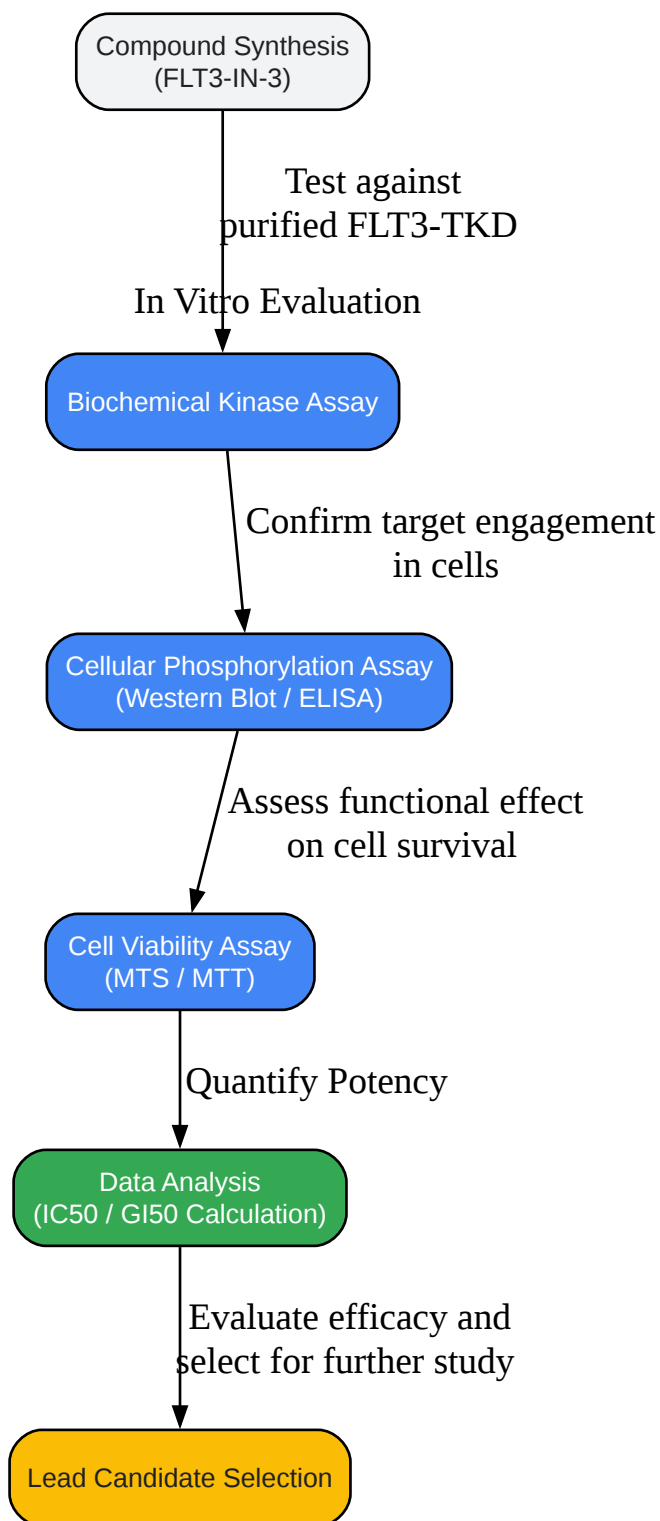 Compound Synthesis
(FLT3-IN-3)
Test against
purified FLT3-TKD
In Vitro Evaluation
Biochemical Kinase Assay
Confirm target engagement
in cells
Cellular Phosphorylation Assay
(Western Blot / ELISA)
Assess functional effect
on cell survival
Cell Viability Assay
(MTS / MTT)
Quantify Potency
Data Analysis
(IC50 / GI50 Calculation)
Evaluate efficacy and
select for further study
Lead Candidate Selection